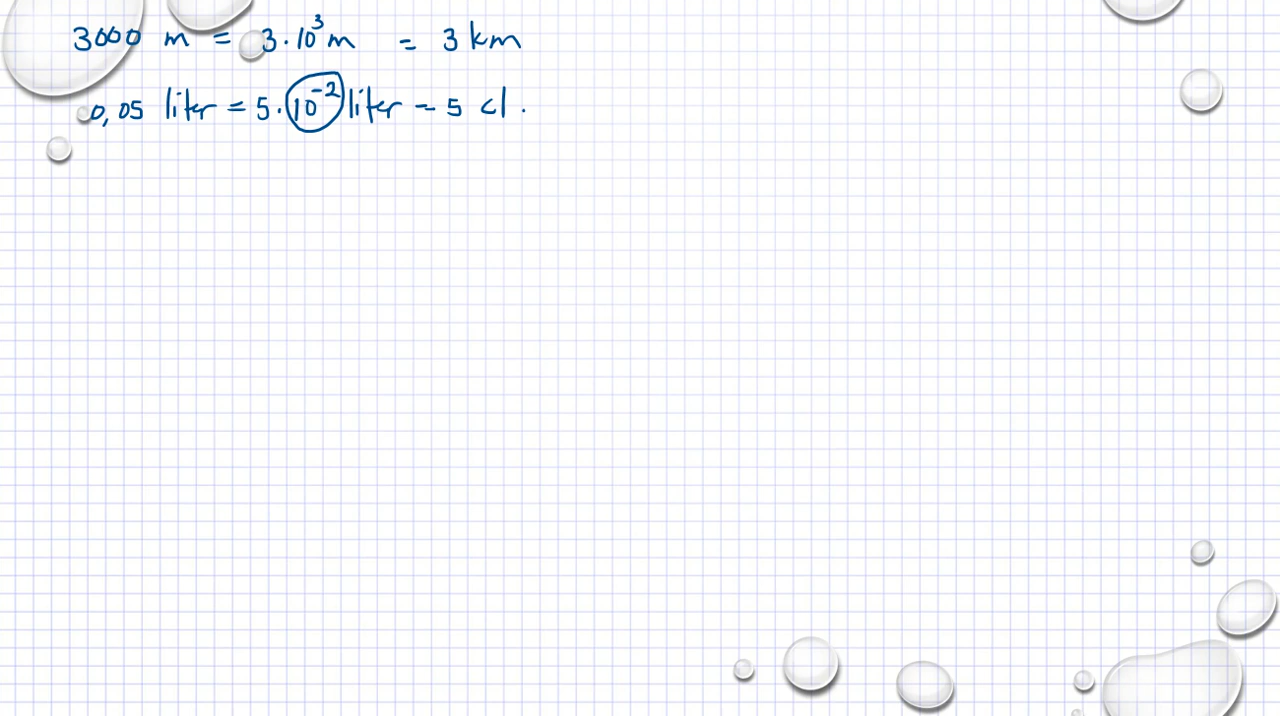 3000 m = 3·10³ m = 3 km
0,05 liter = 5·10⁻² liter = 5 cl.